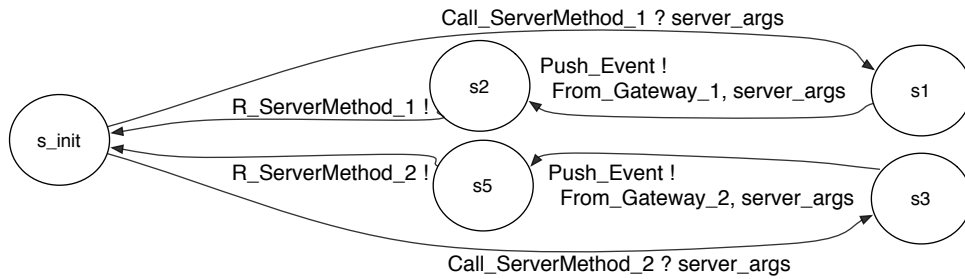 Call_ServerMethod_1 ? server_args
s2
Push_Event !
From_Gateway_1, server_args
s1
R_ServerMethod_1 !
s_init
R_ServerMethod_2 !
s5
Push_Event !
From_Gateway_2, server_args
s3
Call_ServerMethod_2 ? server_args